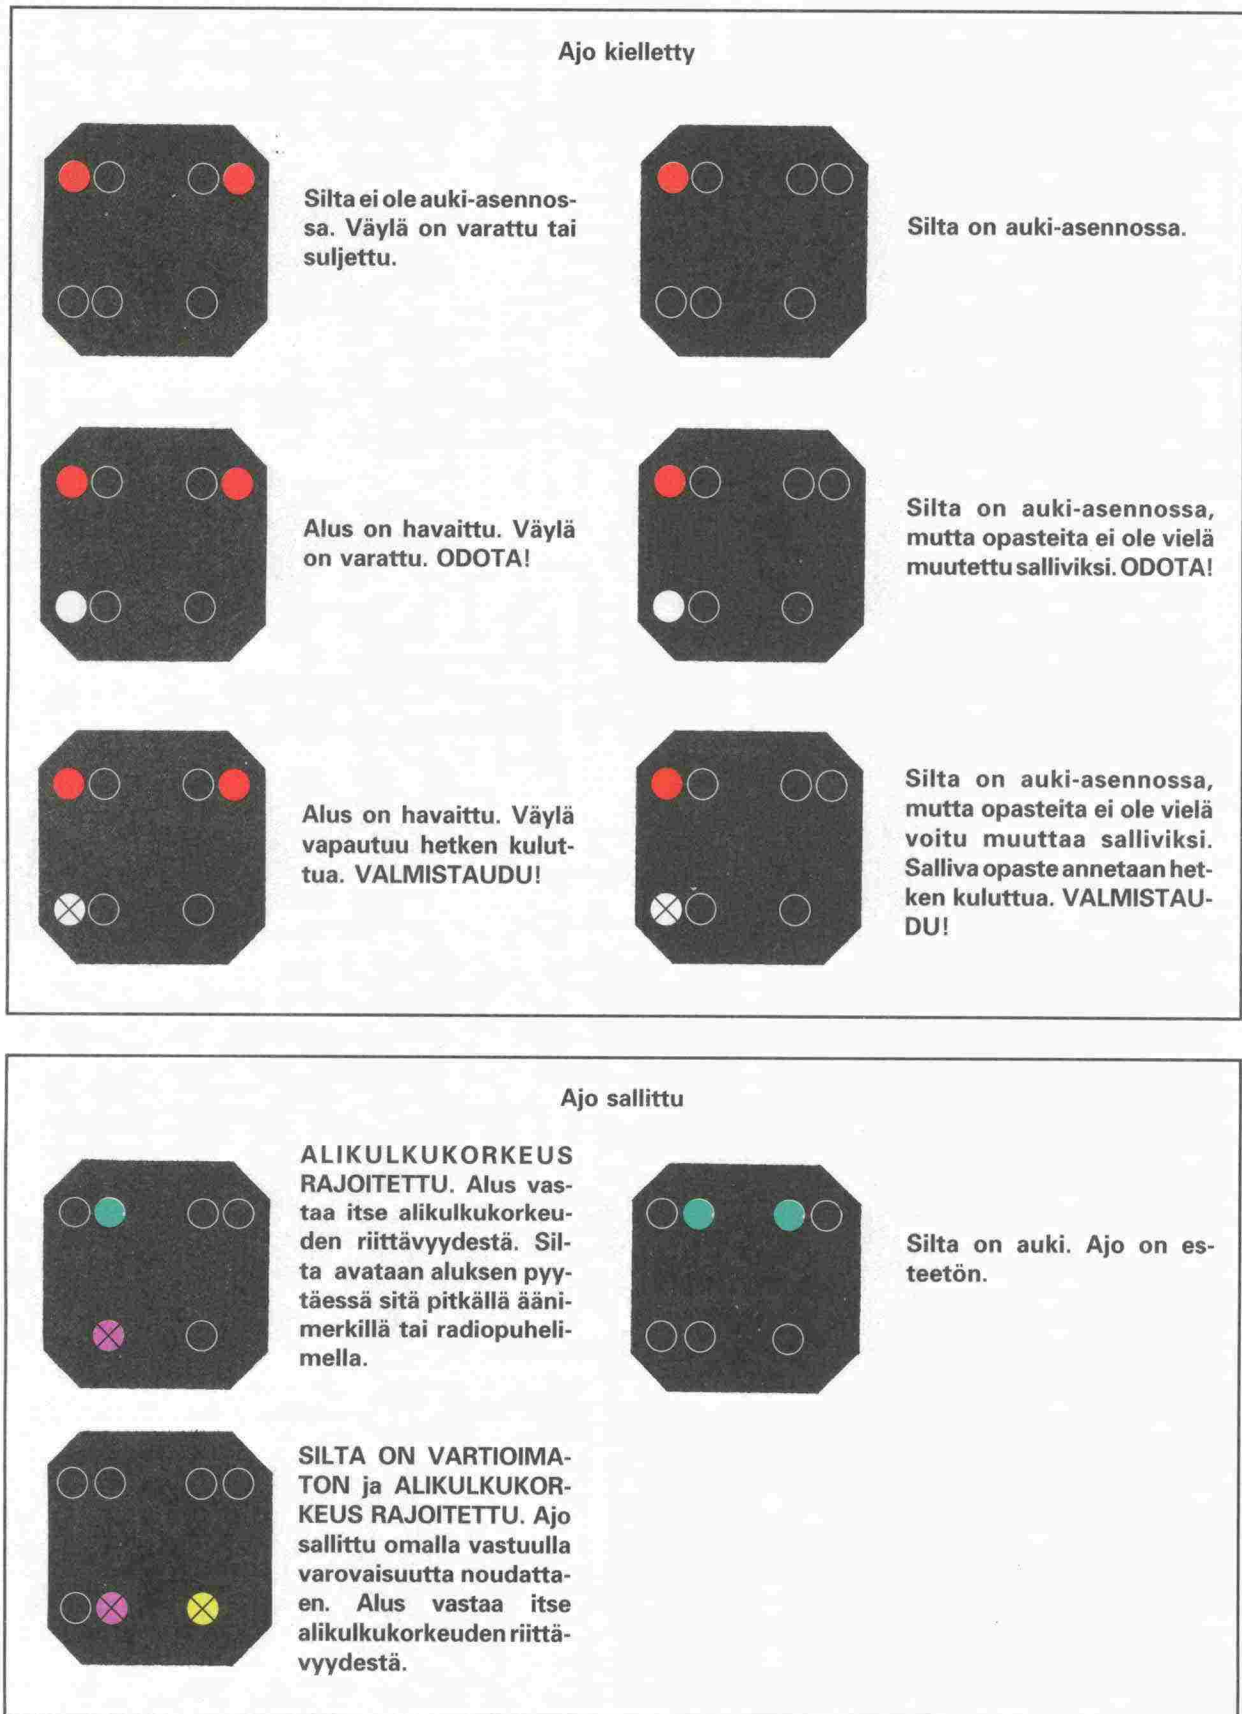 Ajo kielletty
Silta ei ole auki-asennos-
sa. Väylä on varattu tai
suljettu.
Silta on auki-asennossa.
Alus on havaittu. Väylä
on varattu. ODOTA!
Silta on auki-asennossa,
mutta opasteita ei ole vielä
muutettu salliviksi. ODOTA!
Alus on havaittu. Väylä
vapautuu hetken kulut-
tua. VALMISTAUDU!
Silta on auki-asennossa,
mutta opasteita ei ole vielä
voitu muuttaa salliviksi.
Salliva opaste annetaan het-
ken kuluttua. VALMISTAU-
DU!
Ajo sallittu
ALIKULKUKORKEUS
RAJOITETTU. Alus vas-
taa itse alikulkukorkeu-
den riittävyydestä. Sil-
ta avataan aluksen pyy-
täessä sitä pitkällä ääni-
merkillä tai radiopuheli-
mella.
Silta on auki. Ajo on es-
teetön.
SILTA ON VARTIOIMA-
TON ja ALIKULKUKOR-
KEUS RAJOITETTU. Ajo
sallittu omalla vastuulla
varovaisuutta noudatta-
en. Alus vastaa itse
alikulkukorkeuden riittä-
vyydestä.